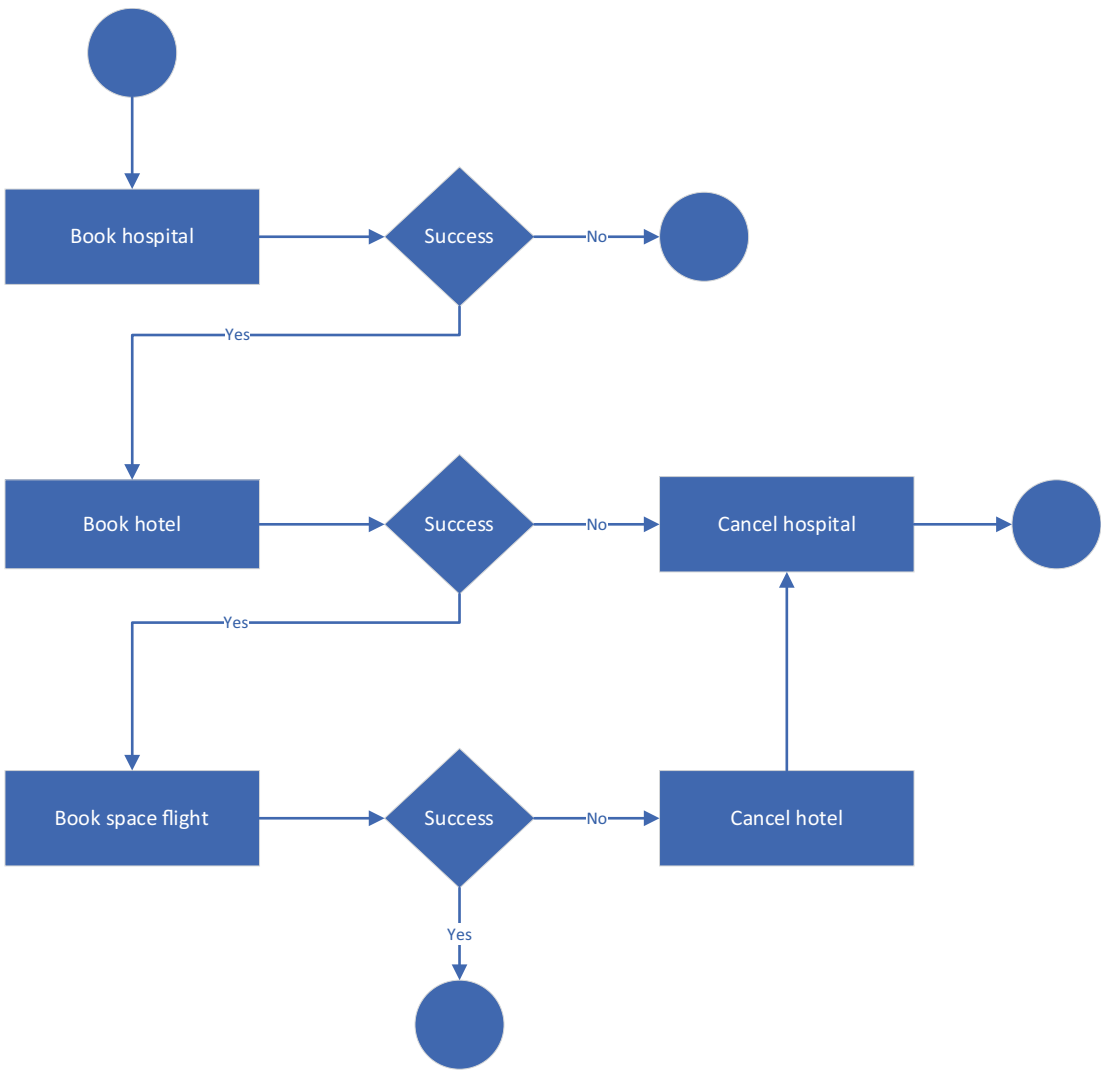 Book hospital
Success
No
Yes
Book hotel
Success
No
Cancel hospital
Yes
Book space flight
Success
No
Cancel hotel
Yes